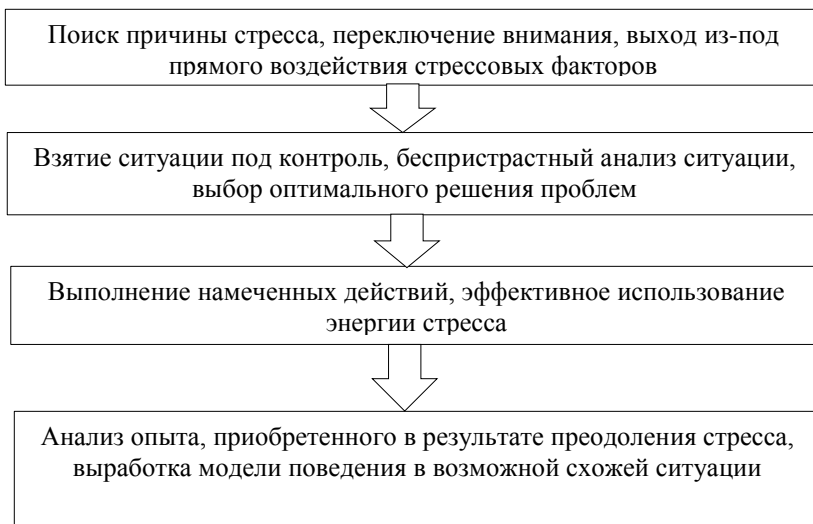 Поиск причины стресса, переключение внимания, выход из-под
прямого воздействия стрессовых факторов
Взятие ситуации под контроль, беспристрастный анализ ситуации,
выбор оптимального решения проблем
Выполнение намеченных действий, эффективное использование
энергии стресса
Анализ опыта, приобретенного в результате преодоления стресса,
выработка модели поведения в возможной схожей ситуации